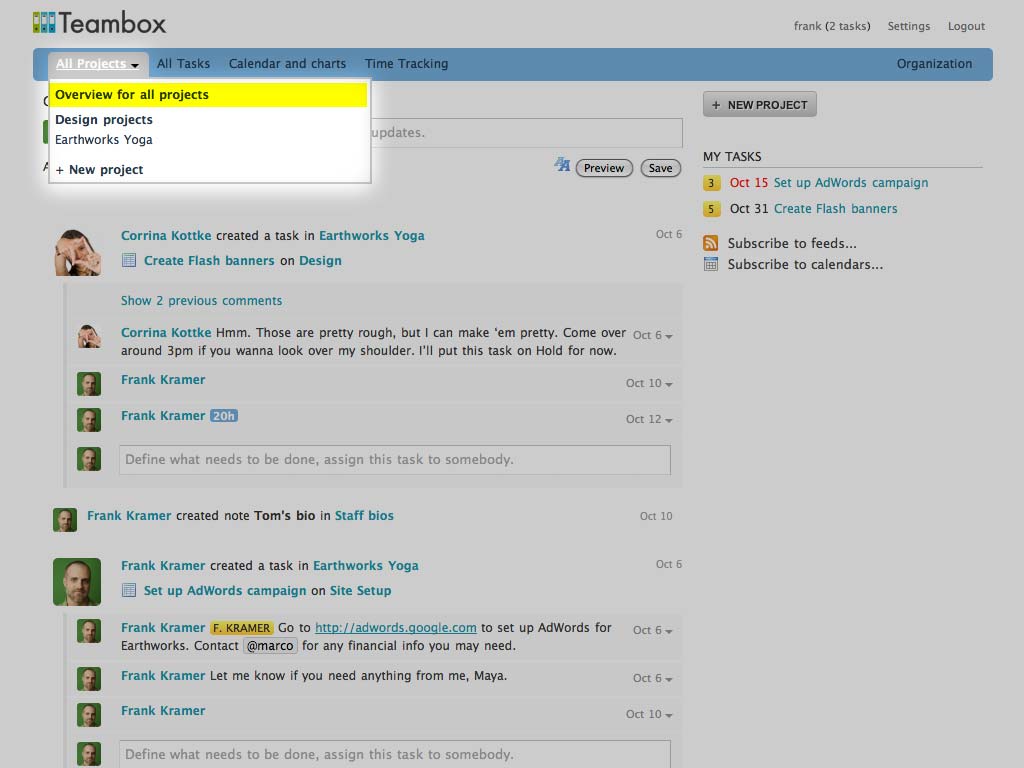 Teambox
frank (2 tasks) Settings Logout
All Projects All Tasks Calendar and charts Time Tracking Organization
Overview for all projects
Design projects
Earthworks Yoga
+ New project
updates.
Preview Save
+ NEW PROJECT
MY TASKS
3 Oct 15 Set up AdWords campaign
5 Oct 31 Create Flash banners
Subscribe to feeds...
Subscribe to calendars...
Corrina Kottke created a task in Earthworks Yoga Oct 6
Create Flash banners on Design
Show 2 previous comments
Corrina Kottke Hmm. Those are pretty rough, but I can make ‘em pretty. Come over Oct 6
around 3pm if you wanna look over my shoulder. I’ll put this task on Hold for now.
Frank Kramer Oct 10
Frank Kramer 20h Oct 12
Define what needs to be done, assign this task to somebody.
Frank Kramer created note Tom's bio in Staff bios Oct 10
Frank Kramer created a task in Earthworks Yoga Oct 6
Set up AdWords campaign on Site Setup
Frank Kramer F. KRAMER Go to http://adwords.google.com to set up AdWords for Oct 6
Earthworks. Contact @marco for any financial info you may need.
Frank Kramer Let me know if you need anything from me, Maya. Oct 6
Frank Kramer Oct 10
Define what needs to be done, assign this task to somebody.